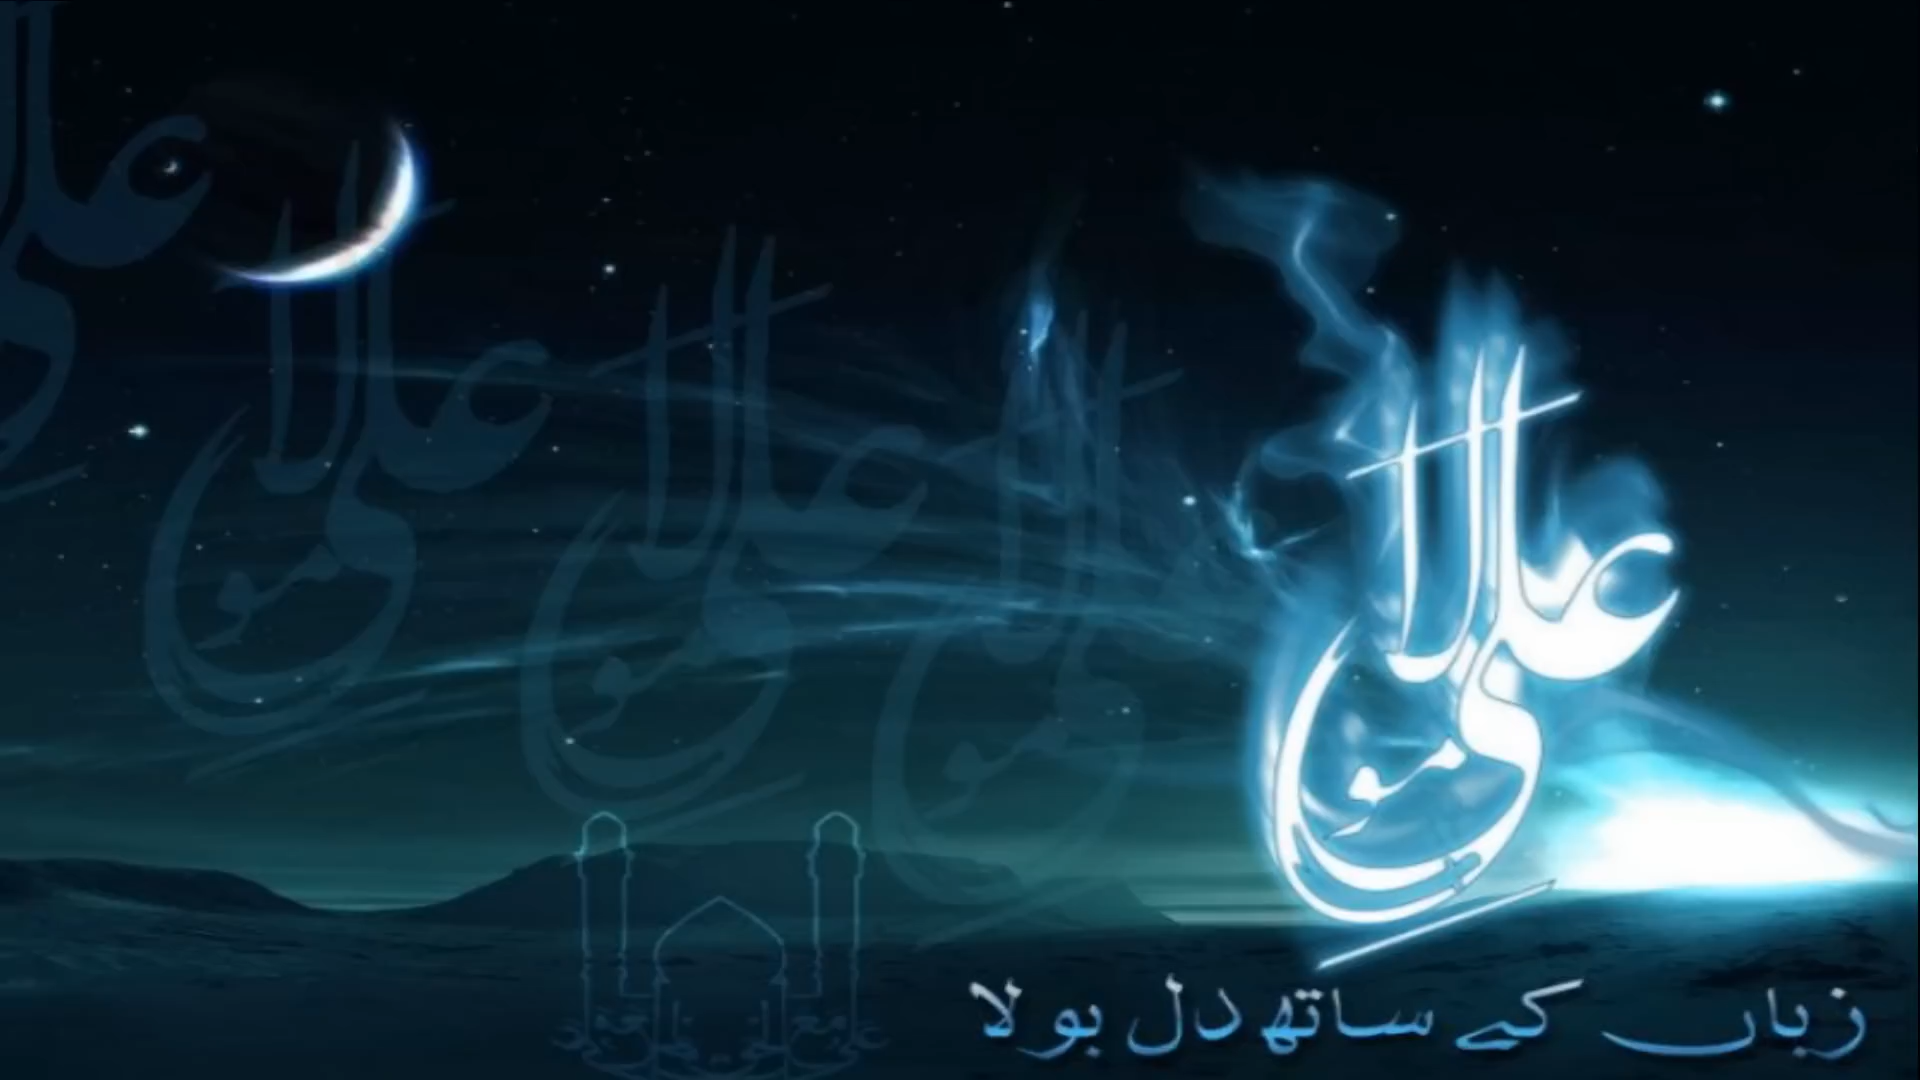 علی مولا
زباں کے ساتھ دل بولا